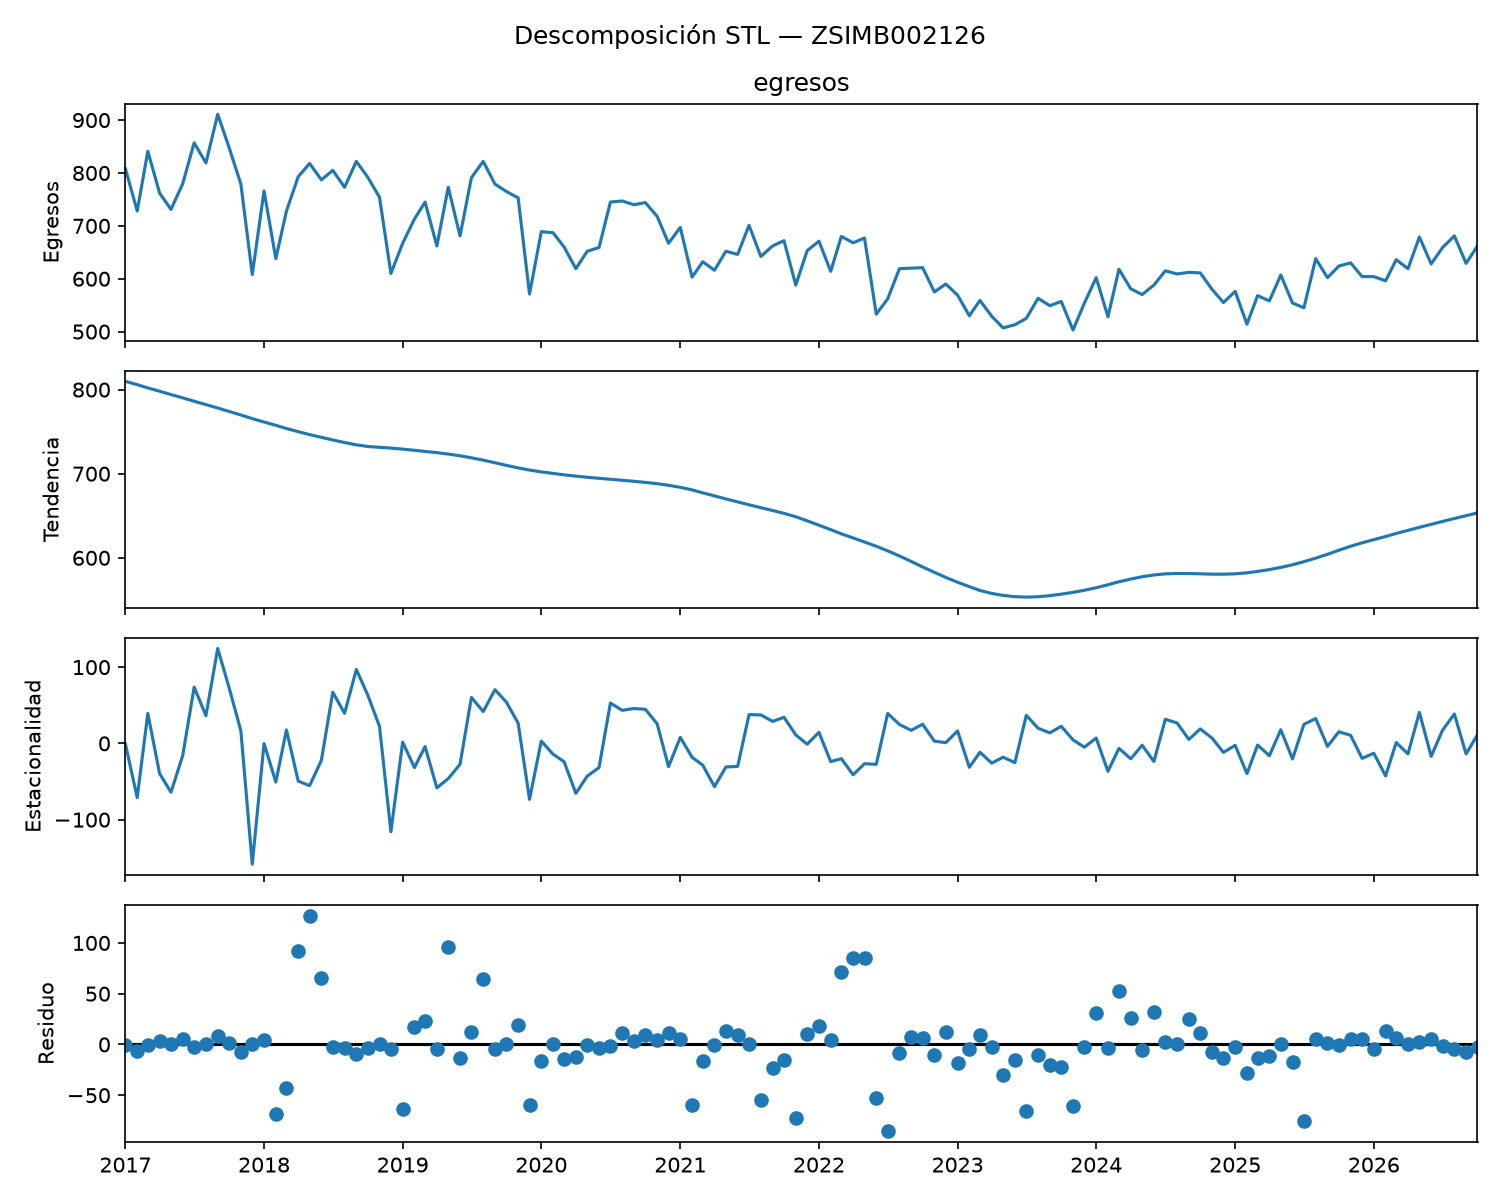 Descomposición STL — ZSIMB002126
egresos
Egresos
900
800
700
600
500
Tendencia
800
700
600
Estacionalidad
100
0
−100
Residuo
100
50
0
−50
2017 2018 2019 2020 2021 2022 2023 2024 2025 2026